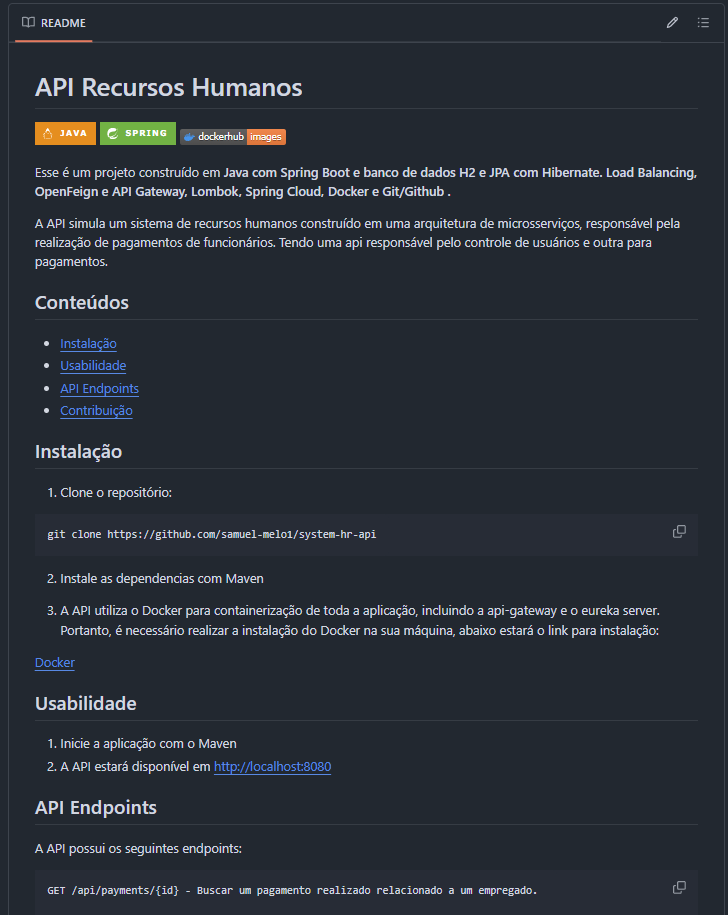 README
API Recursos Humanos
JAVA SPRING dockerhub images
Esse é um projeto construído em Java com Spring Boot e banco de dados H2 e JPA com Hibernate. Load Balancing,
OpenFeign e API Gateway, Lombok, Spring Cloud, Docker e Git/Github .
A API simula um sistema de recursos humanos construído em uma arquitetura de microsserviços, responsável pela
realização de pagamentos de funcionários. Tendo uma api responsável pelo controle de usuários e outra para
pagamentos.
Conteúdos
Instalação
Usabilidade
API Endpoints
Contribuição
Instalação
1. Clone o repositório:
git clone https://github.com/samuel-melo1/system-hr-api
2. Instale as dependencias com Maven
3. A API utiliza o Docker para containerização de toda a aplicação, incluindo a api-gateway e o eureka server.
Portanto, é necessário realizar a instalação do Docker na sua máquina, abaixo estará o link para instalação:
Docker
Usabilidade
1. Inicie a aplicação com o Maven
2. A API estará disponível em http://localhost:8080
API Endpoints
A API possui os seguintes endpoints:
GET /api/payments/{id} - Buscar um pagamento realizado relacionado a um empregado.